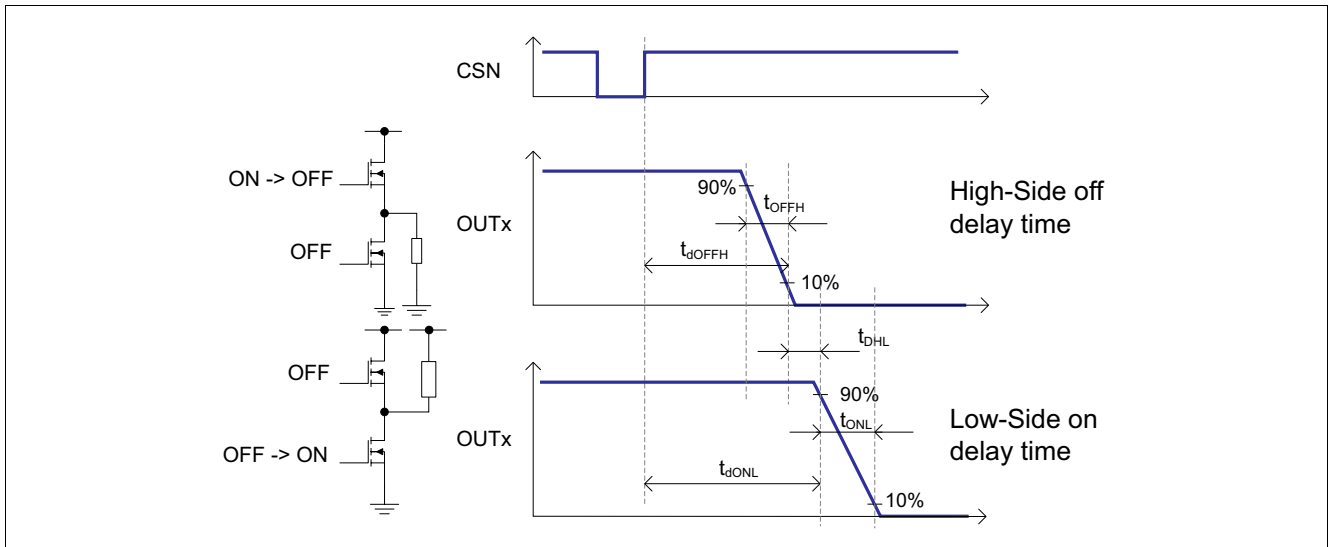 CSN
ON -> OFF
OFF
OUTx
90%
tOFFH
tdOFFH
10%
High-Side off
delay time
tDHL
OFF
OFF -> ON
OUTx
90%
tONL
tdONL
10%
Low-Side on
delay time